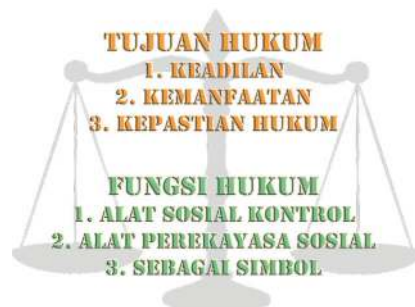 TUJUAN HUKUM
1. KEADILAN
2. KEMANFAATAN
3. KEPASTIAN HUKUM
FUNGSI HUKUM
1. ALAT SOSIAL KONTROL
2. ALAT PEREKAYASA SOSIAL
3. SEBAGAI SIMBOL